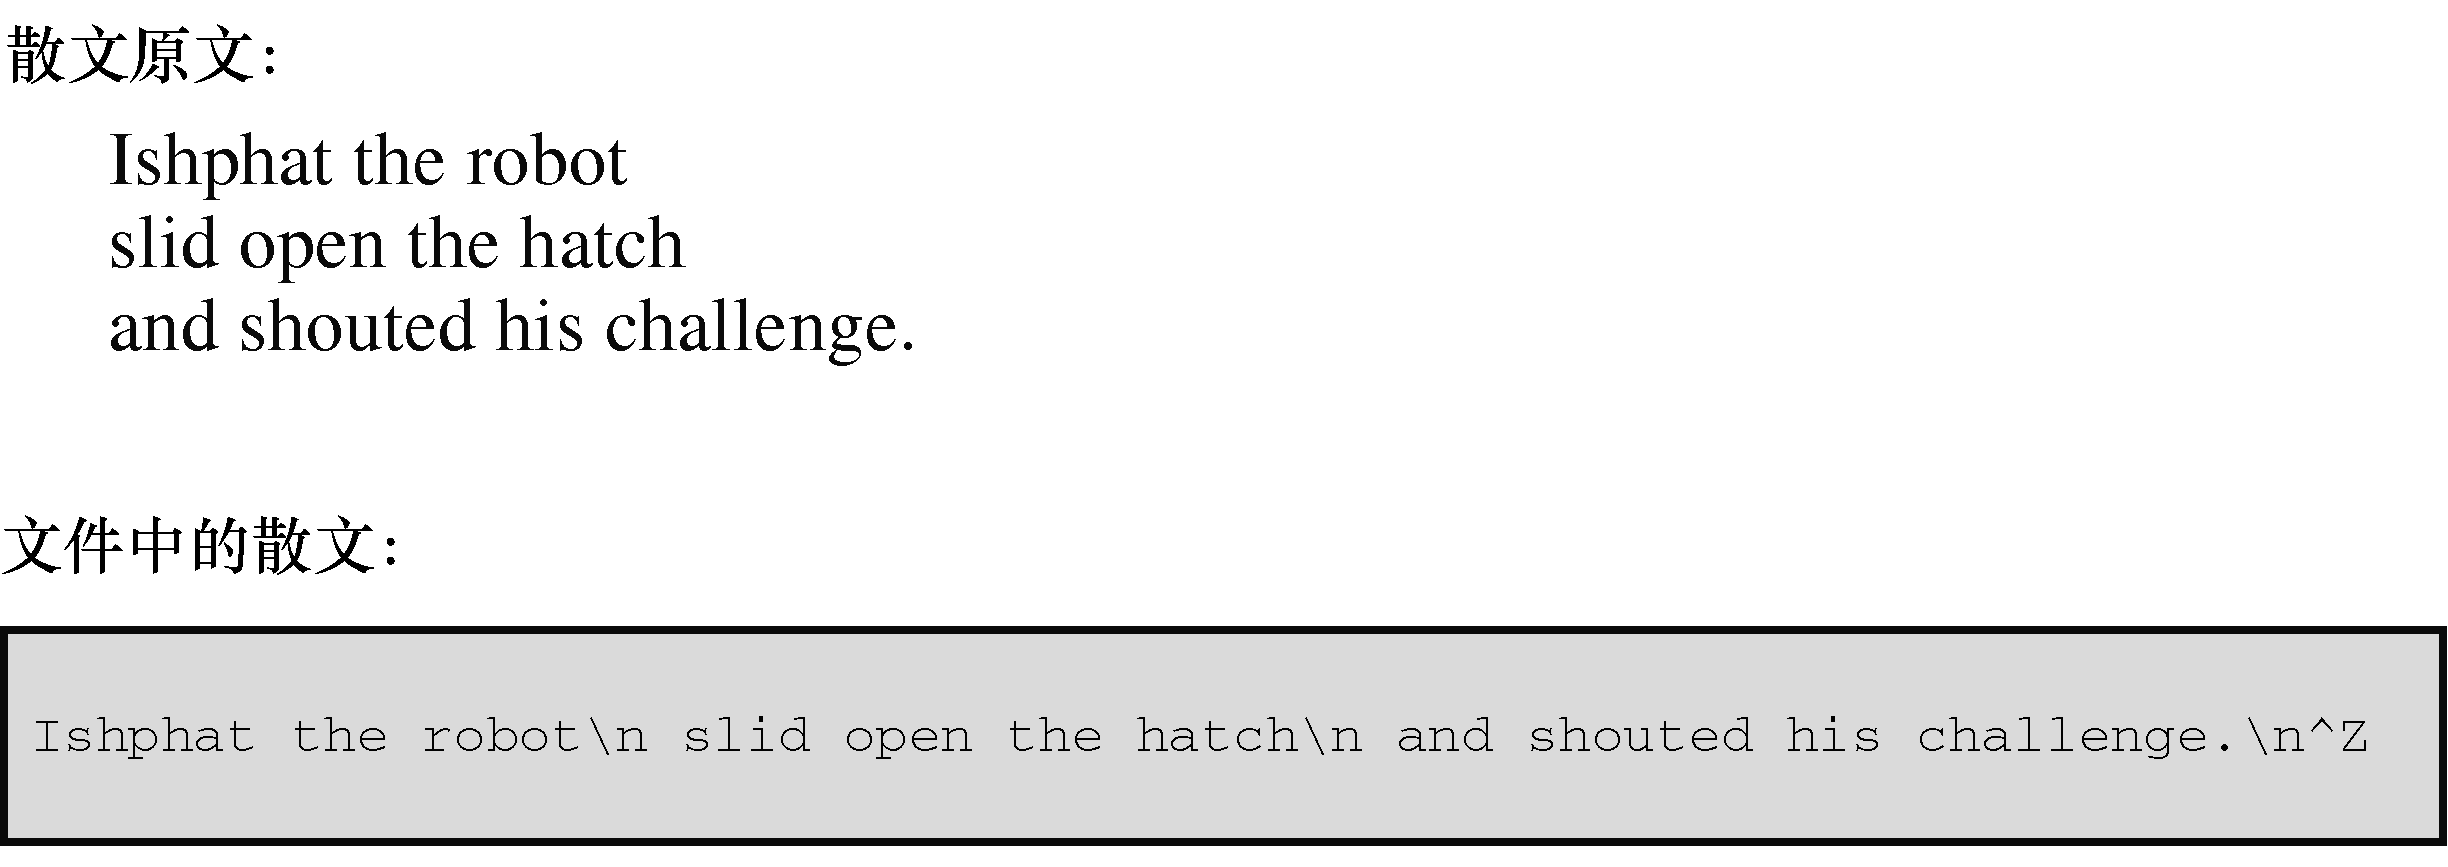 散文原文：
Ishphat the robot
slid open the hatch
and shouted his challenge.
文件中的散文：
Ishphat the robot\n slid open the hatch\n and shouted his challenge.\n^Z